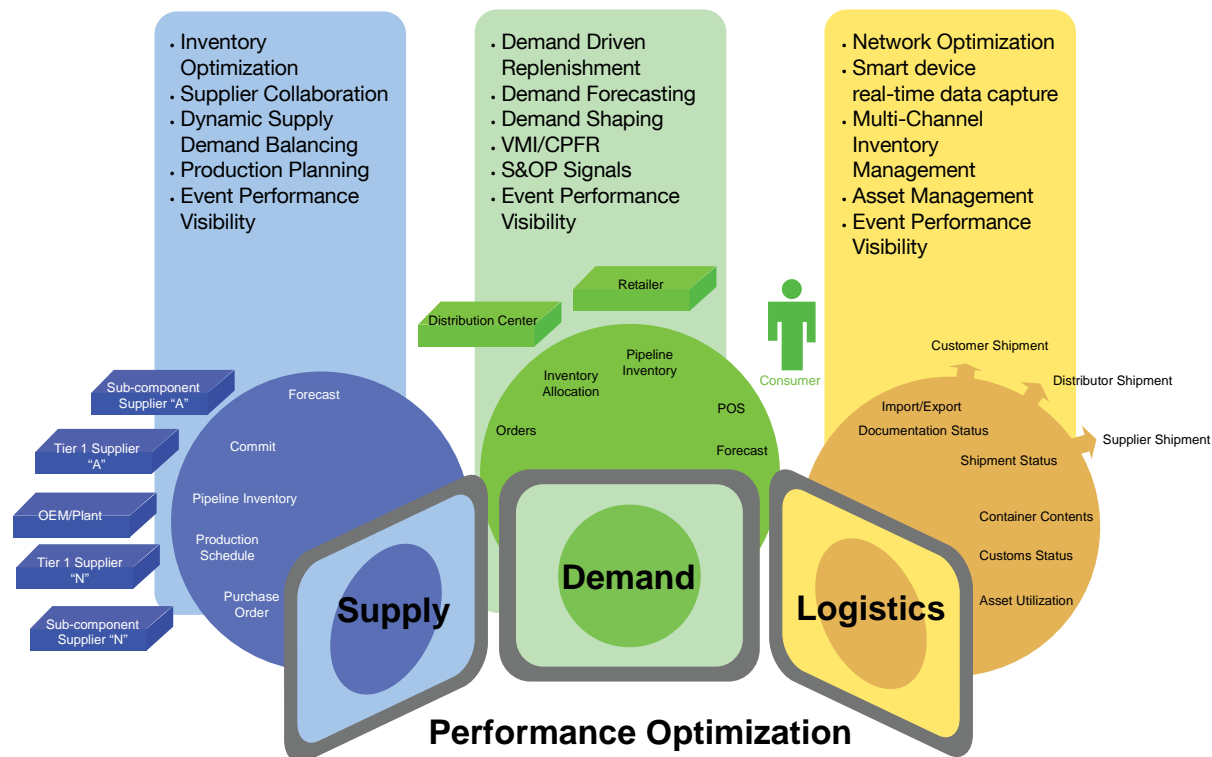 • Inventory
Optimization
• Supplier Collaboration
• Dynamic Supply
Demand Balancing
• Production Planning
• Event Performance
Visibility
• Demand Driven
Replenishment
• Demand Forecasting
• Demand Shaping
• VMI/CPFR
• S&OP Signals
• Event Performance
Visibility
• Network Optimization
• Smart device
real-time data capture
• Multi-Channel
Inventory
Management
• Asset Management
• Event Performance
Visibility
Sub-component
Supplier “A”
Tier 1 Supplier
“A”
OEM/Plant
Tier 1 Supplier
“N”
Sub-component
Supplier “N”
Forecast
Commit
Pipeline Inventory
Production
Schedule
Purchase
Order
Supply
Distribution Center
Retailer
Consumer
Orders
Inventory
Allocation
Pipeline
Inventory
POS
Forecast
Demand
Customer Shipment
Distributor Shipment
Supplier Shipment
Import/Export
Documentation Status
Shipment Status
Container Contents
Customs Status
Asset Utilization
Logistics
Performance Optimization